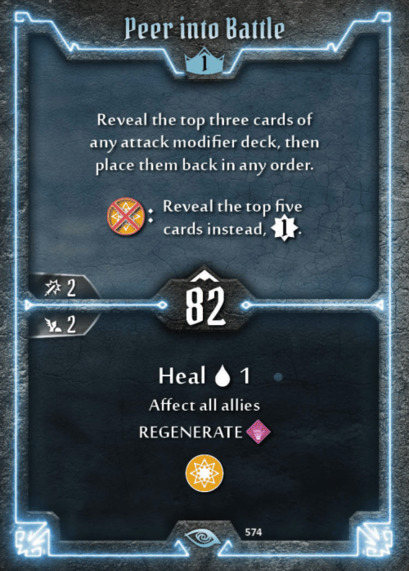 Peer into Battle
1
Reveal the top three cards of
any attack modifier deck, then
place them back in any order.
: Reveal the top five
cards instead, 1.
2
82
2
Heal 1
Affect all allies
REGENERATE
574